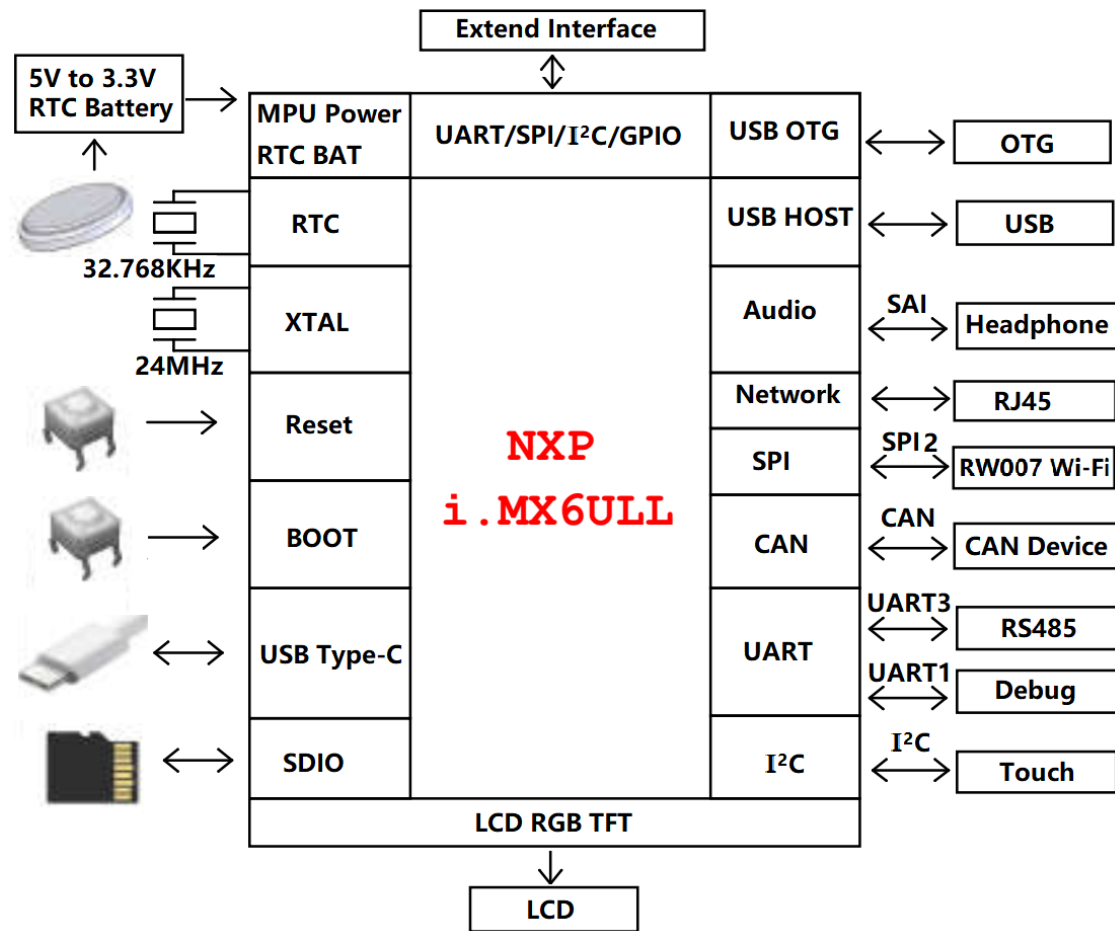 Extend Interface
5V to 3.3V
RTC Battery
MPU Power
RTC BAT
UART/SPI/I²C/GPIO
USB OTG
OTG
RTC
32.768KHz
USB HOST
USB
XTAL
24MHz
Audio
SAI
Headphone
Reset
Network
RJ45
NXP
i.MX6ULL
SPI
SPI2
RW007 Wi-Fi
BOOT
CAN
CAN
CAN Device
USB Type-C
UART
UART3
RS485
UART1
Debug
SDIO
I²C
I²C
Touch
LCD RGB TFT
LCD